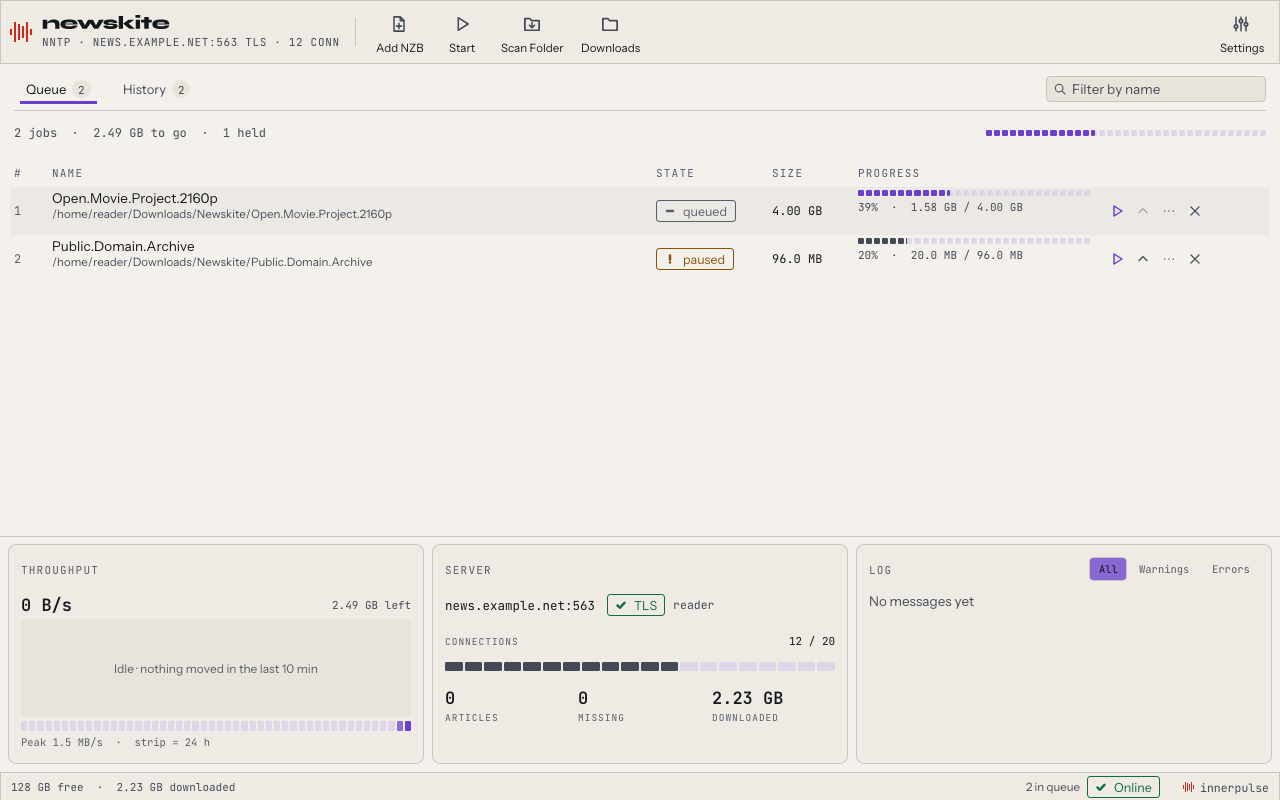 newskite
NNTP · NEWS.EXAMPLE.NET:563 TLS · 12 CONN
Add NZB
Start
Scan Folder
Downloads
Settings
Queue 2
History 2
Filter by name
2 jobs · 2.49 GB to go · 1 held
# NAME STATE SIZE PROGRESS
Open.Movie.Project.2160p
/home/reader/Downloads/Newskite/Open.Movie.Project.2160p
1 queued 4.00 GB
39% · 1.58 GB / 4.00 GB
Public.Domain.Archive
/home/reader/Downloads/Newskite/Public.Domain.Archive
2 paused 96.0 MB
20% · 20.0 MB / 96.0 MB
THROUGHPUT
0 B/s 2.49 GB left
Idle · nothing moved in the last 10 min
Peak 1.5 MB/s · strip = 24 h
SERVER
news.example.net:563 TLS reader
CONNECTIONS 12 / 20
0 0 2.23 GB
ARTICLES MISSING DOWNLOADED
LOG All Warnings Errors
No messages yet
128 GB free · 2.23 GB downloaded
2 in queue Online innerpulse